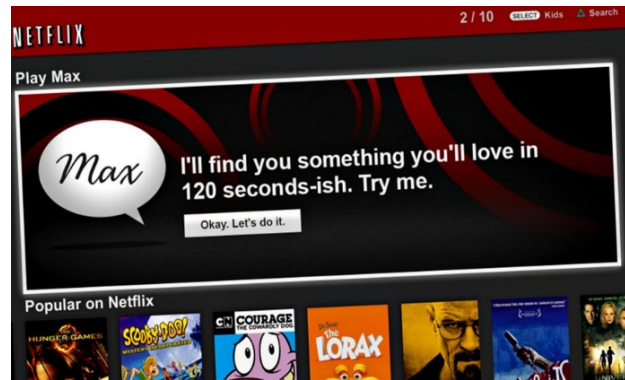 NETFLIX
2 / 10 SELECT Kids Search
Play Max
Max
I'll find you something you'll love in
120 seconds-ish. Try me.
Okay. Let's do it.
Popular on Netflix
HUNGER GAMES
SCOOBY-DOO!
CN COURAGE
THE COWARDLY DOG
Dr. Seuss'
LORAX